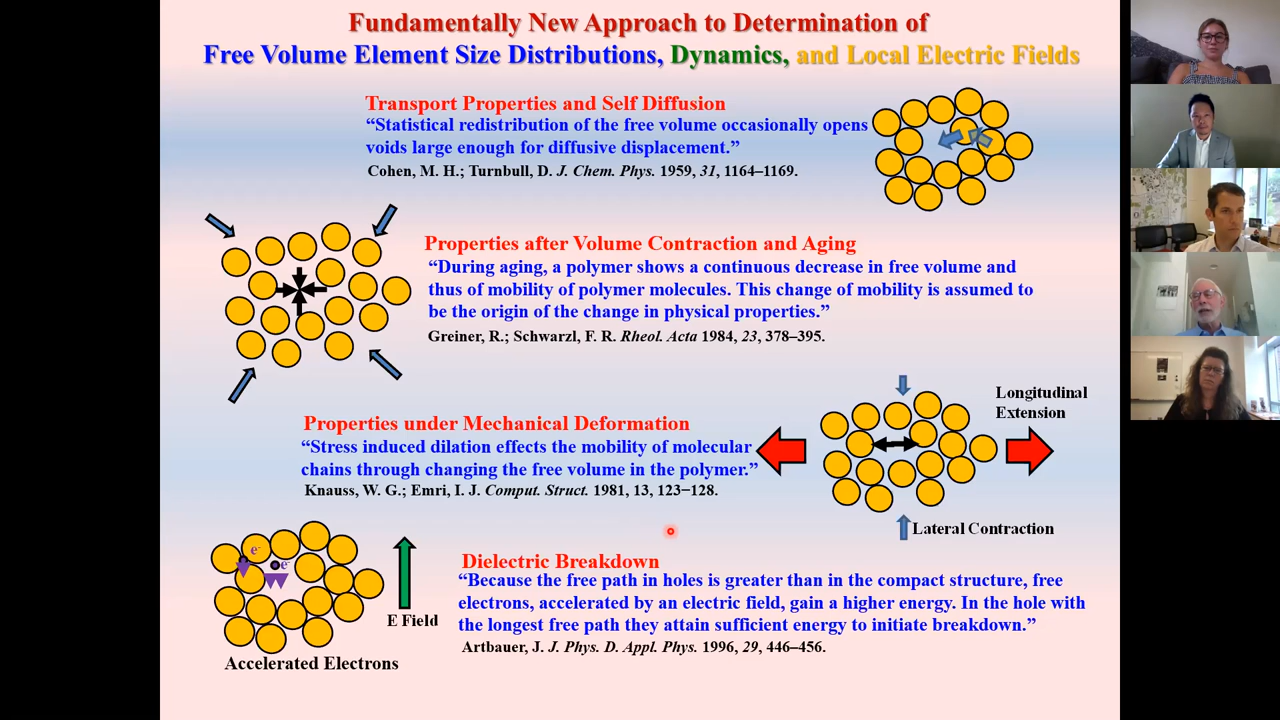 Fundamentally New Approach to Determination of
Free Volume Element Size Distributions, Dynamics, and Local Electric Fields
Transport Properties and Self Diffusion
“Statistical redistribution of the free volume occasionally opens
voids large enough for diffusive displacement.”
Cohen, M. H.; Turnbull, D. J. Chem. Phys. 1959, 31, 1164–1169.
Properties after Volume Contraction and Aging
“During aging, a polymer shows a continuous decrease in free volume and
thus of mobility of polymer molecules. This change of mobility is assumed to
be the origin of the change in physical properties.”
Greiner, R.; Schwarzl, F. R. Rheol. Acta 1984, 23, 378–395.
Longitudinal
Extension
Properties under Mechanical Deformation
“Stress induced dilation effects the mobility of molecular
chains through changing the free volume in the polymer.”
Knauss, W. G.; Emri, I. J. Comput. Struct. 1981, 13, 123−128.
Lateral Contraction
e-
e-
E Field
Accelerated Electrons
Dielectric Breakdown
“Because the free path in holes is greater than in the compact structure, free
electrons, accelerated by an electric field, gain a higher energy. In the hole with
the longest free path they attain sufficient energy to initiate breakdown.”
Artbauer, J. J. Phys. D. Appl. Phys. 1996, 29, 446–456.